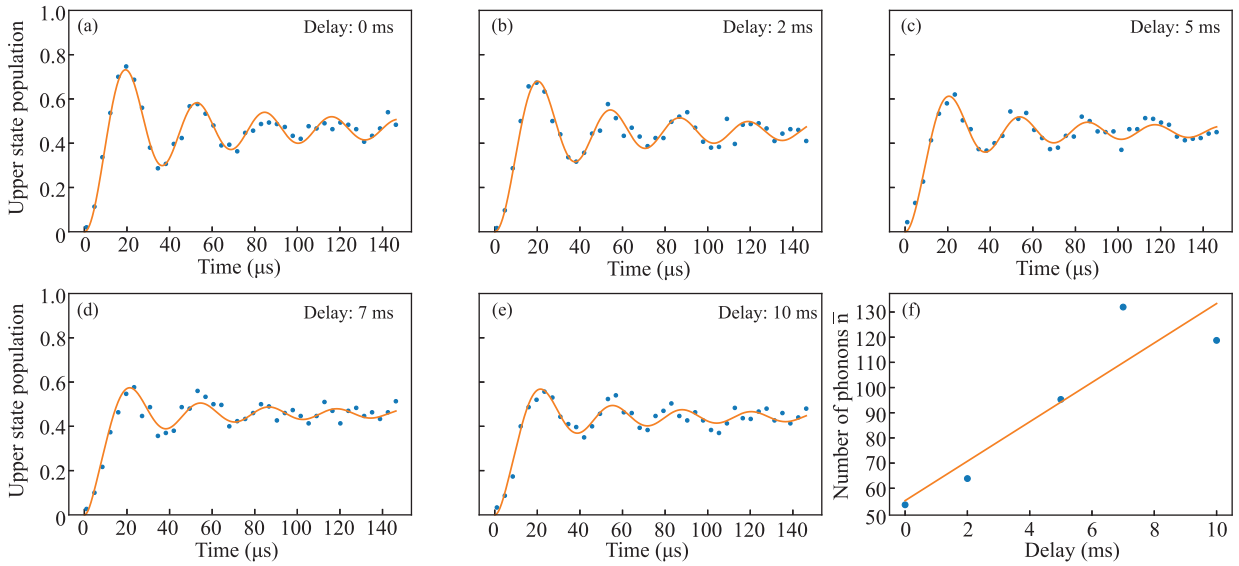 (a) Delay: 0 ms
Upper state population
1.0
0.8
0.6
0.4
0.2
0
0 20 40 60 80 100 120 140
Time (μs)
(b) Delay: 2 ms
0 20 40 60 80 100 120 140
Time (μs)
(c) Delay: 5 ms
0 20 40 60 80 100 120 140
Time (μs)
(d) Delay: 7 ms
Upper state population
1.0
0.8
0.6
0.4
0.2
0
0 20 40 60 80 100 120 140
Time (μs)
(e) Delay: 10 ms
0 20 40 60 80 100 120 140
Time (μs)
(f)
Number of phonons n̅
130
120
110
100
90
80
70
60
50
0 2 4 6 8 10
Delay (ms)